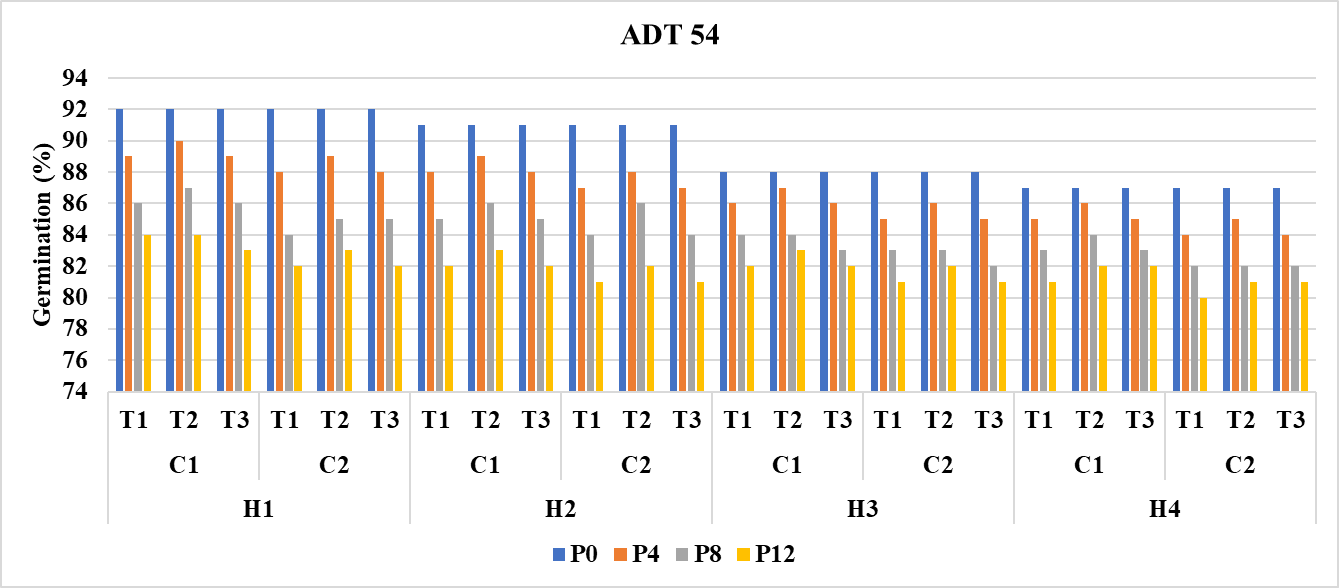 ADT 54
Germination (%)
94
92
90
88
86
84
82
80
78
76
74
T1 T2 T3 T1 T2 T3 T1 T2 T3 T1 T2 T3 T1 T2 T3 T1 T2 T3 T1 T2 T3 T1 T2 T3
C1 C2 C1 C2 C1 C2 C1 C2
H1 H2 H3 H4
P0 P4 P8 P12